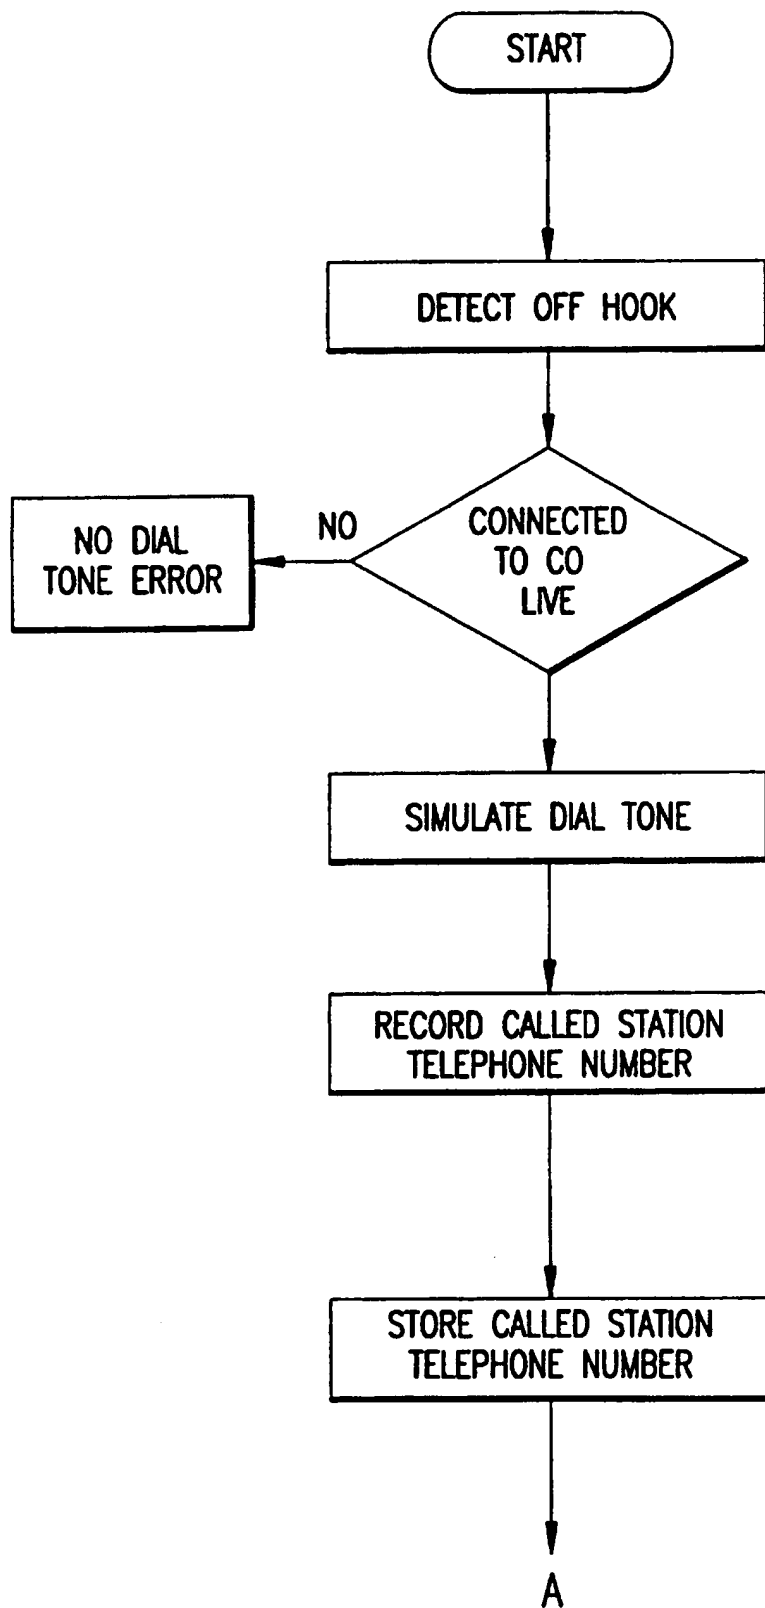 START
DETECT OFF HOOK
CONNECTED
TO CO
LIVE
NO
NO DIAL
TONE ERROR
SIMULATE DIAL TONE
RECORD CALLED STATION
TELEPHONE NUMBER
STORE CALLED STATION
TELEPHONE NUMBER
A